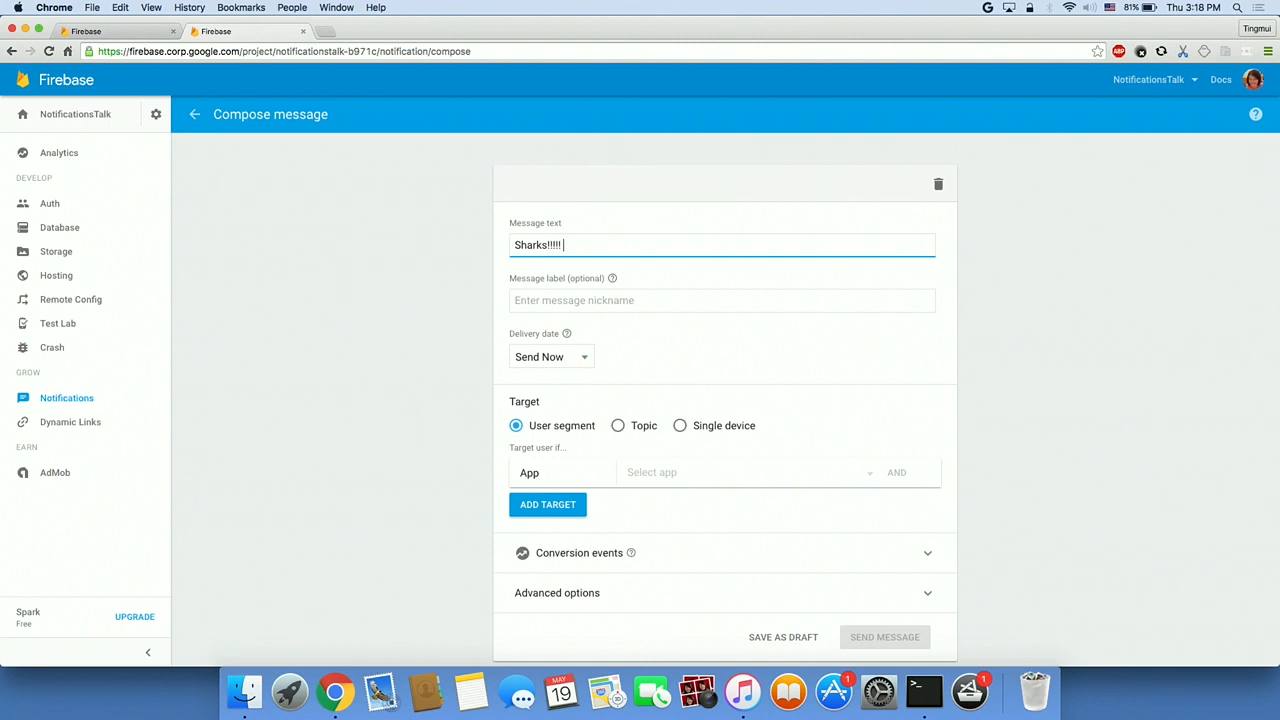 Chrome File Edit View History Bookmarks People Window Help 81% Thu 3:18 PM
Firebase Firebase Tingmui
https://firebase.corp.google.com/project/notificationstalk-b971c/notification/compose
Firebase NotificationsTalk Docs
NotificationsTalk Compose message
Analytics
DEVELOP
Auth
Database
Storage
Hosting
Remote Config
Test Lab
Crash
GROW
Notifications
Dynamic Links
EARN
AdMob
Spark
Free
UPGRADE
Message text
Sharks!!!!!
Message label (optional)
Enter message nickname
Delivery date
Send Now
Target
User segment Topic Single device
Target user if...
App Select app AND
ADD TARGET
Conversion events
Advanced options
SAVE AS DRAFT SEND MESSAGE
MAY
19
1
1